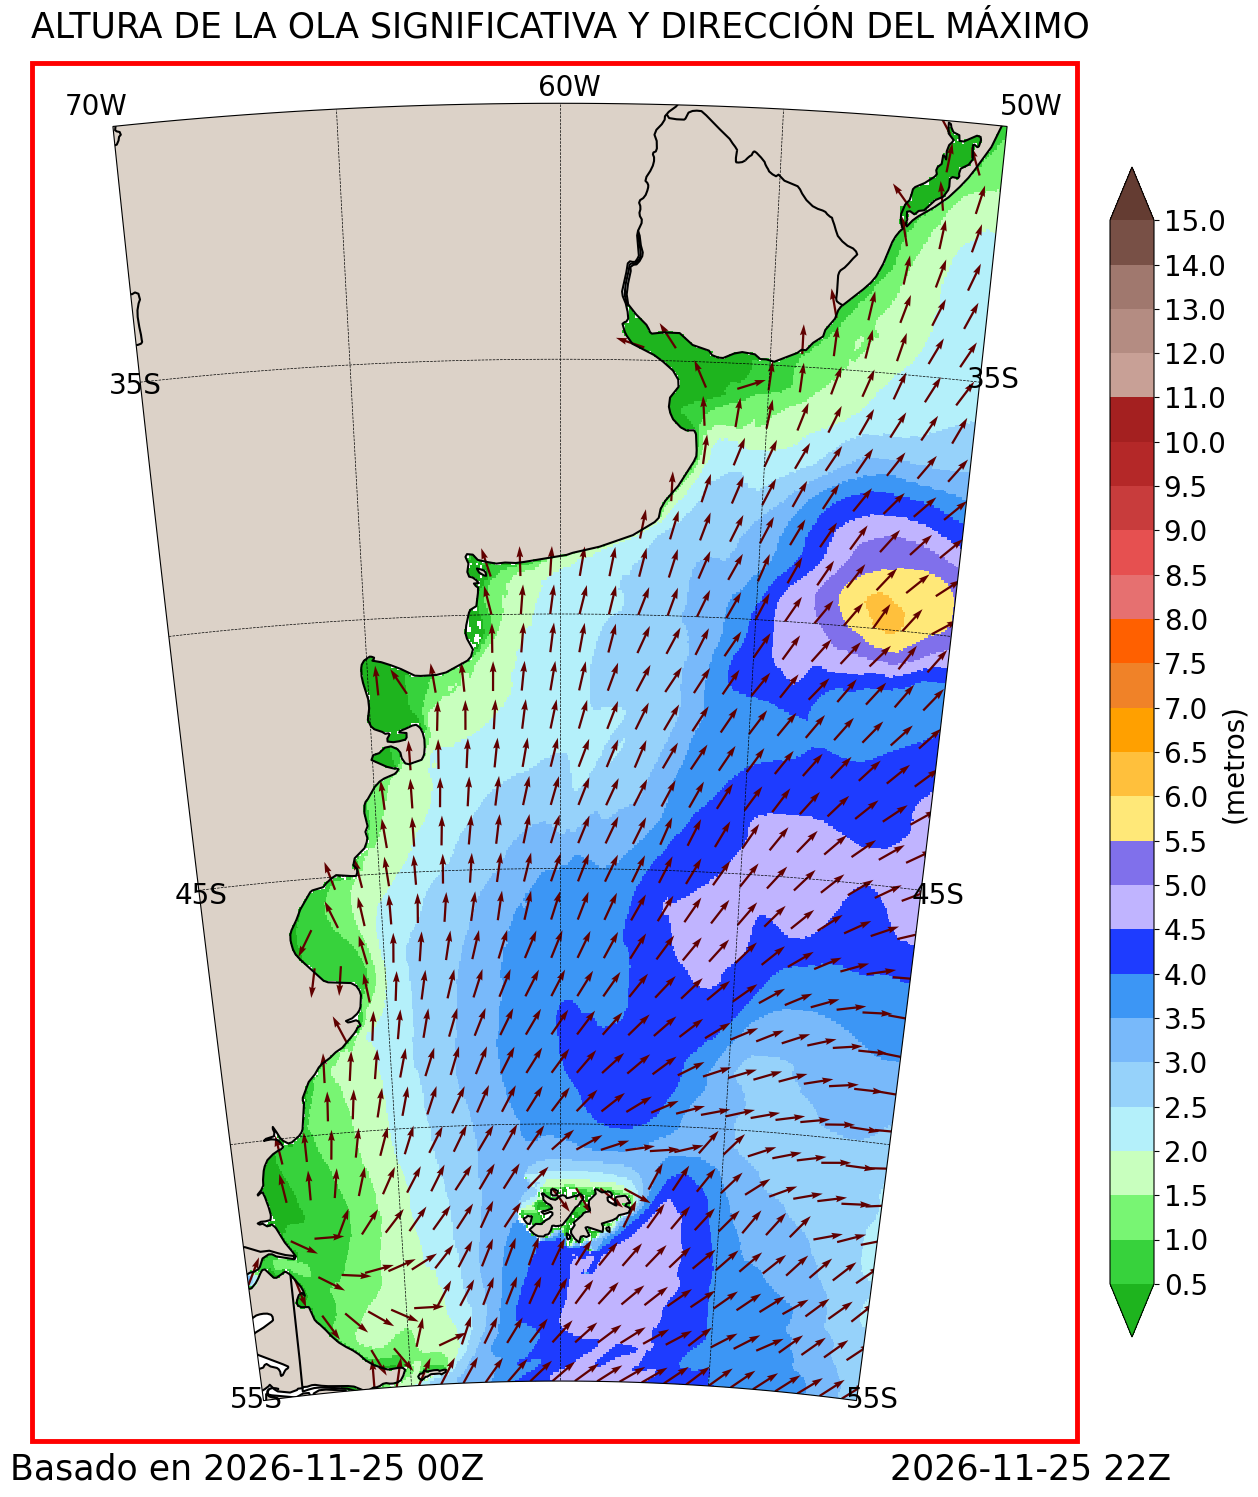 ALTURA DE LA OLA SIGNIFICATIVA Y DIRECCIÓN DEL MÁXIMO
70W
60W
50W
35S
35S
45S
45S
55S
55S
15.0
14.0
13.0
12.0
11.0
10.0
9.5
9.0
8.5
8.0
7.5
7.0
6.5
6.0
5.5
5.0
4.5
4.0
3.5
3.0
2.5
2.0
1.5
1.0
0.5
(metros)
Basado en 2026-11-25 00Z
2026-11-25 22Z